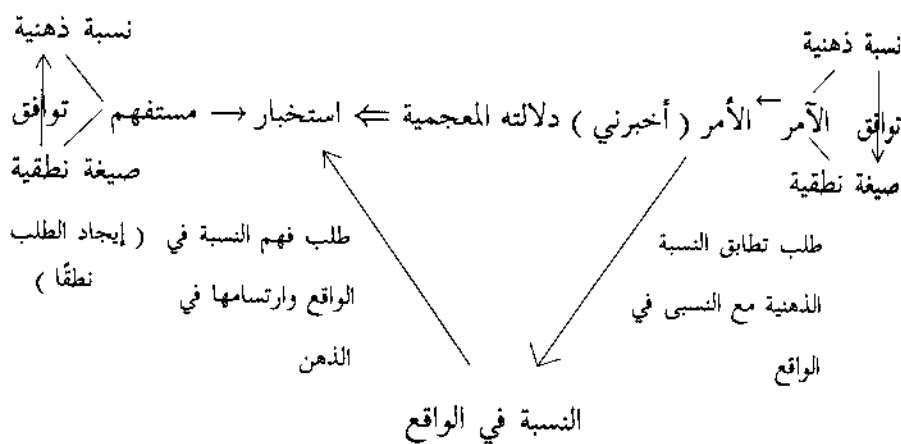 نسبة ذهنية نسبة ذهنية
توافق الآمر ← الأمر ( أخبرني ) دلالته المعجمية ⇐ استخبار → مستفهم توافق
صيغة نطقية صيغة نطقية
طلب تطابق النسبة طلب فهم النسبة في ( إيجاد الطلب
الذهنية مع النسبى في الواقع وارتسامها في نطقًا )
الواقع الذهن
النسبة في الواقع